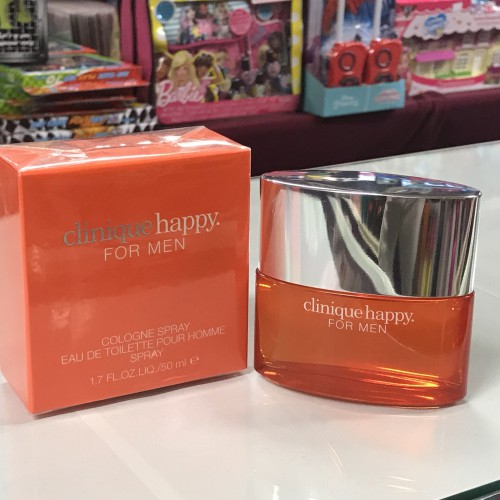 Barbie
clinique happy.
FOR MEN
COLOGNE SPRAY
EAU DE TOILETTE POUR HOMME
SPRAY
1.7 FL.OZ.LIQ./50 ml e
clinique happy.
FOR MEN